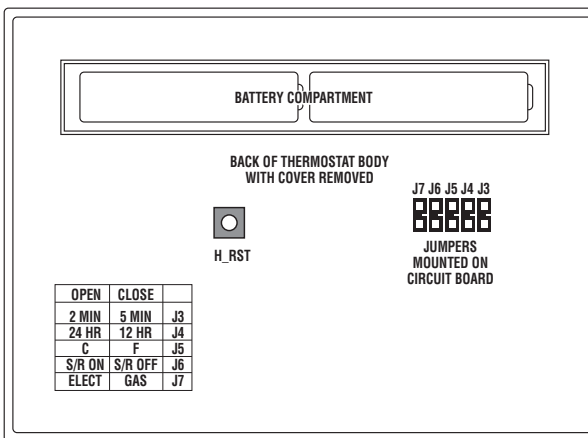 BATTERY COMPARTMENT
BACK OF THERMOSTAT BODY
WITH COVER REMOVED
J7 J6 J5 J4 J3
H_RST
JUMPERS
MOUNTED ON
CIRCUIT BOARD
OPEN CLOSE
2 MIN 5 MIN J3
24 HR 12 HR J4
C F J5
S/R ON S/R OFF J6
ELECT GAS J7